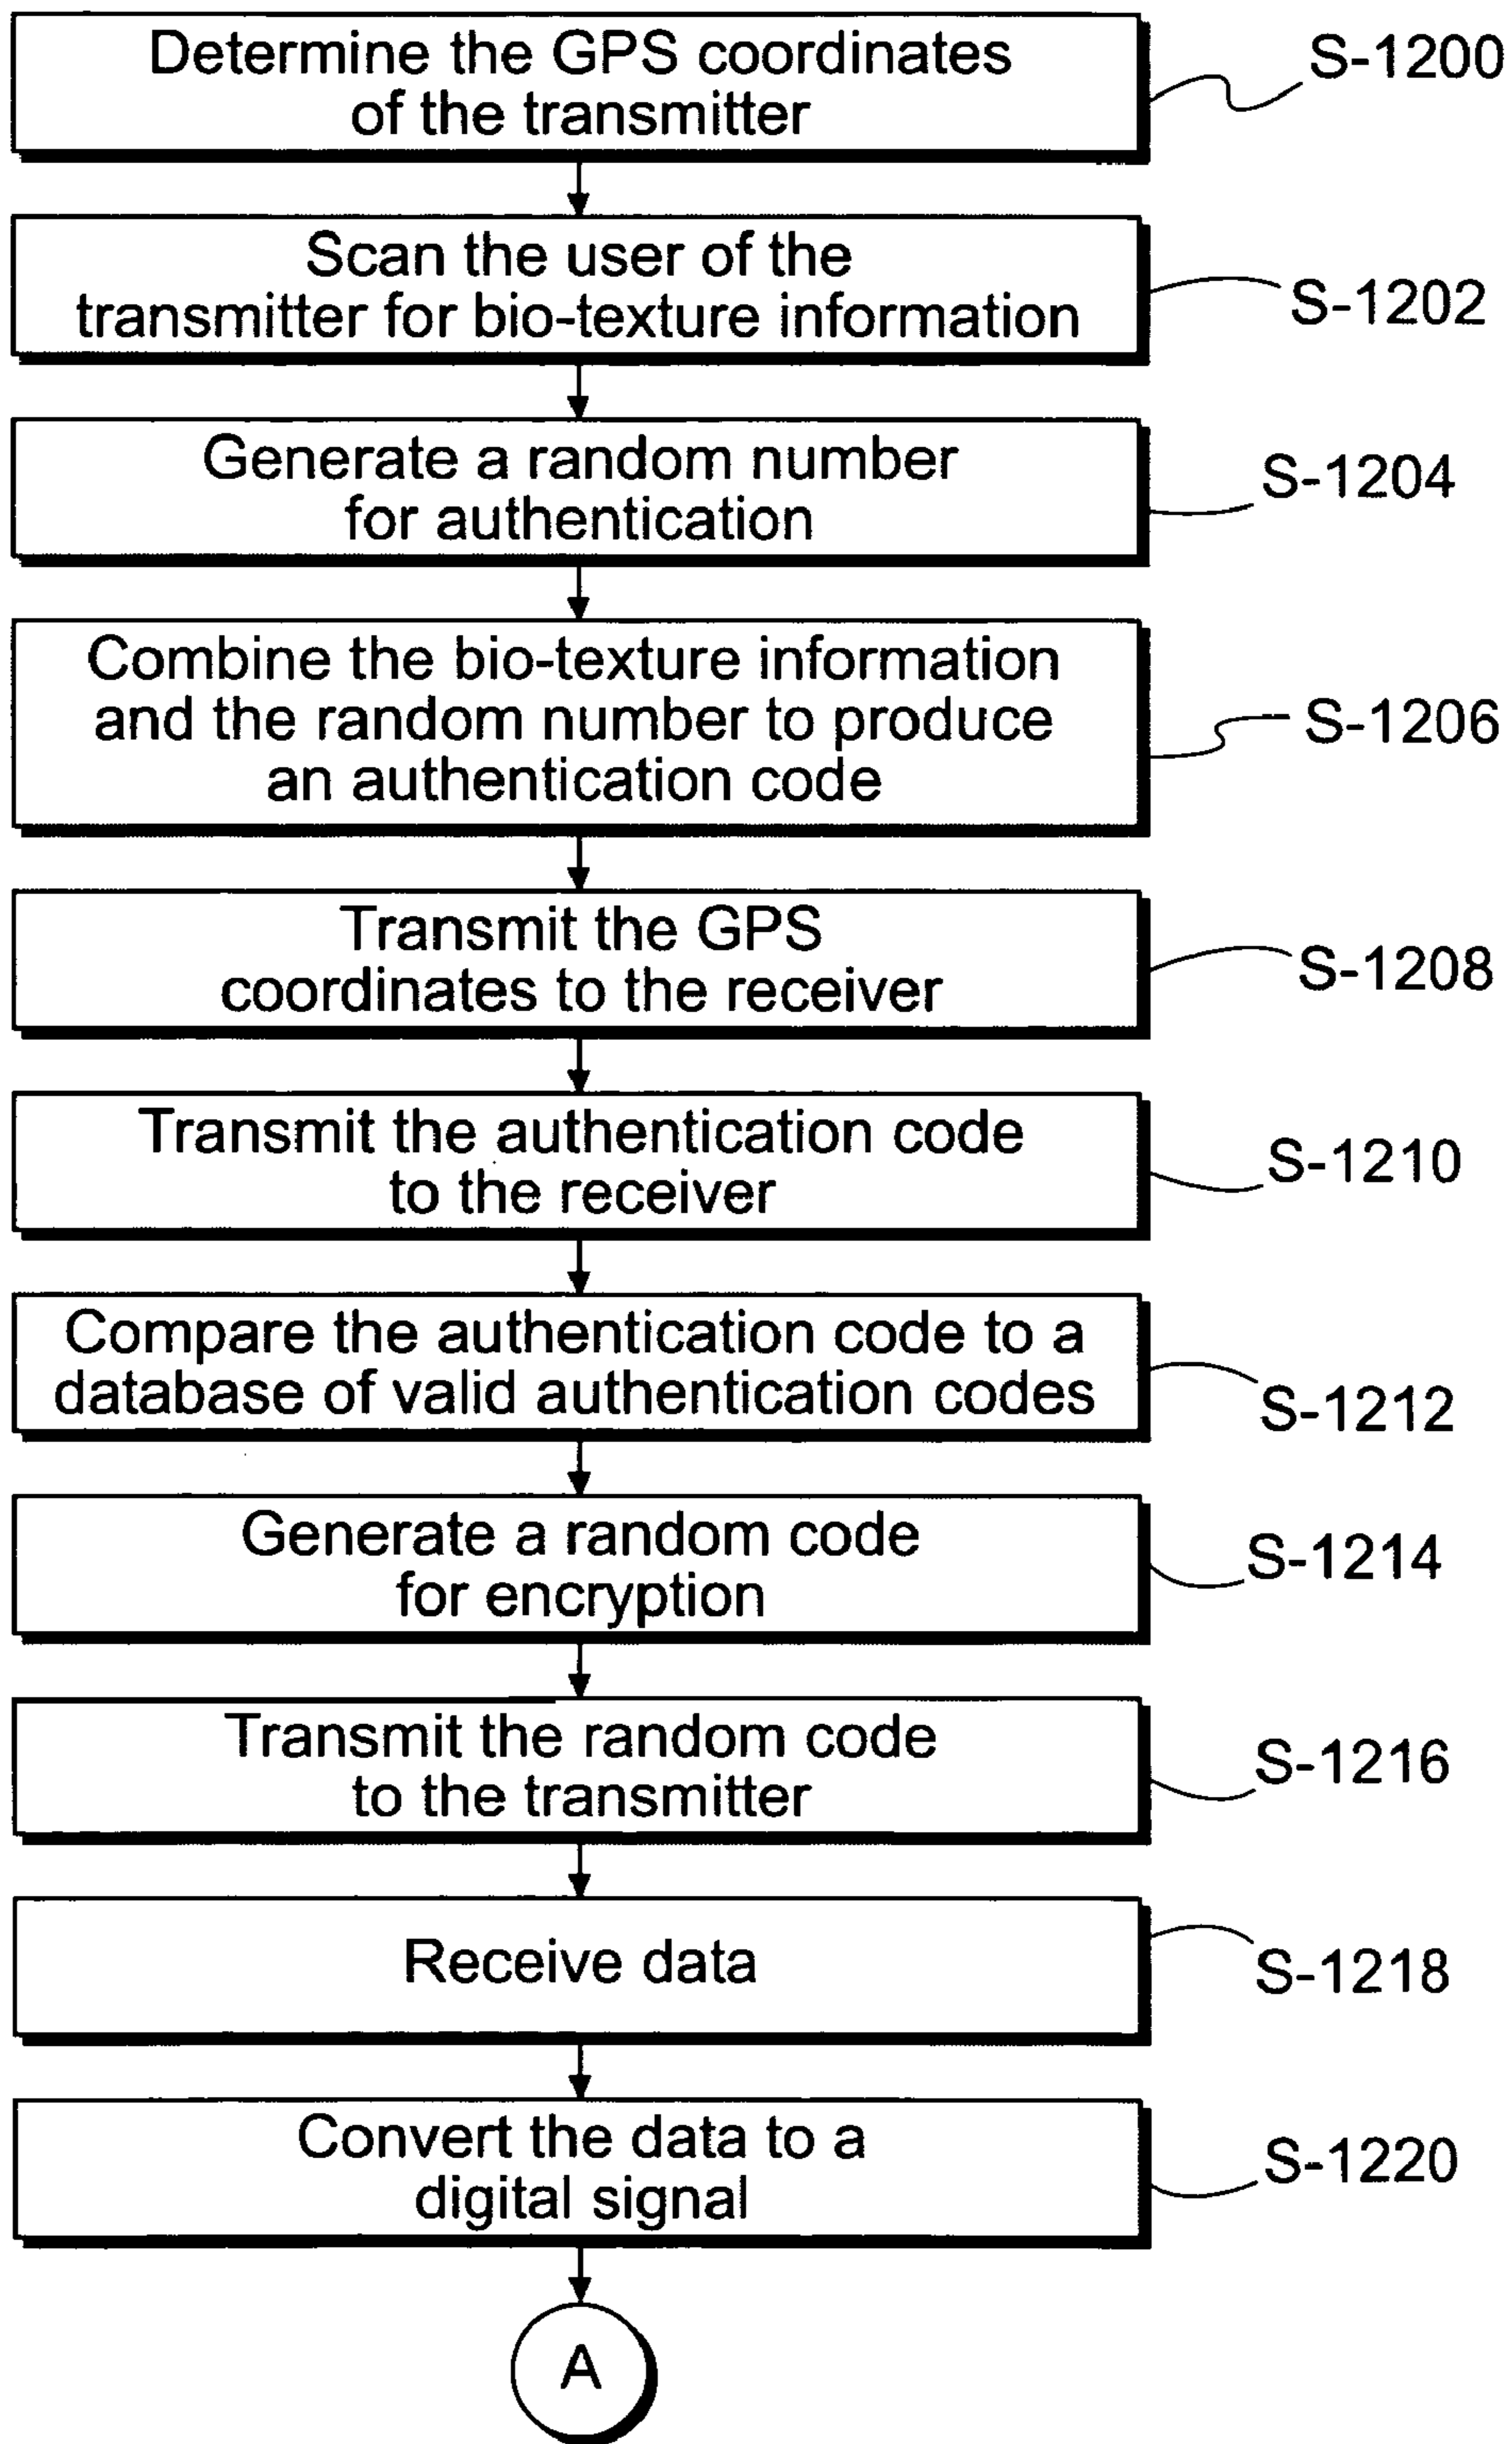 Determine the GPS coordinates
of the transmitter
S-1200
Scan the user of the
transmitter for bio-texture information
S-1202
Generate a random number
for authentication
S-1204
Combine the bio-texture information
and the random number to produce
an authentication code
S-1206
Transmit the GPS
coordinates to the receiver
S-1208
Transmit the authentication code
to the receiver
S-1210
Compare the authentication code to a
database of valid authentication codes
S-1212
Generate a random code
for encryption
S-1214
Transmit the random code
to the transmitter
S-1216
Receive data
S-1218
Convert the data to a
digital signal
S-1220
A